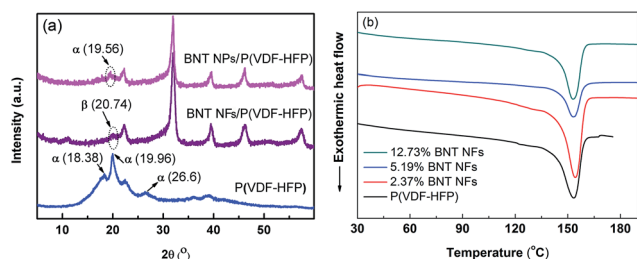 (a)
α (19.56)
BNT NPs/P(VDF-HFP)
β (20.74)
BNT NFs/P(VDF-HFP)
α (18.38)
α (19.96)
α (26.6)
P(VDF-HFP)
Intensity (a.u.)
10 20 30 40 50
2θ (°)
(b)
Exothermic heat flow
12.73% BNT NFs
5.19% BNT NFs
2.37% BNT NFs
P(VDF-HFP)
30 60 90 120 150 180
Temperature (°C)